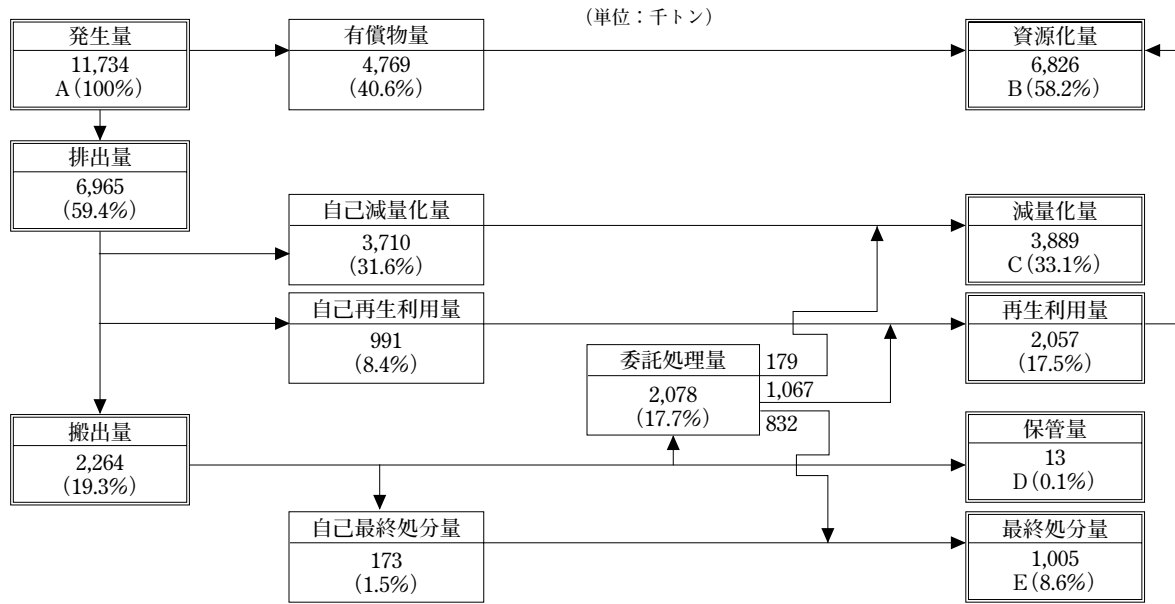 (単位:千トン)
発生量
11,734
A(100%)
有償物量
4,769
(40.6%)
資源化量
6,826
B(58.2%)
排出量
6,965
(59.4%)
自己減量化量
3,710
(31.6%)
減量化量
3,889
C(33.1%)
自己再生利用量
991
(8.4%)
再生利用量
2,057
(17.5%)
委託処理量
2,078
(17.7%)
179
1,067
832
搬出量
2,264
(19.3%)
保管量
13
D(0.1%)
自己最終処分量
173
(1.5%)
最終処分量
1,005
E(8.6%)